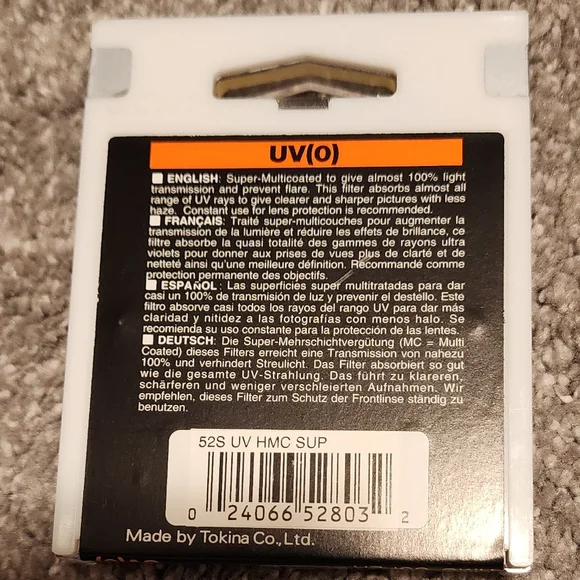 UV(0)
ENGLISH: Super-Multicoated to give almost 100% light
transmission and prevent flare. This filter absorbs almost all
range of UV rays to give clearer and sharper pictures with less
haze. Constant use for lens protection is recommended.
FRANÇAIS: Traité super-multicouches pour augmenter la
transmission de la lumière et réduire les effets de brillance, ce
filtre absorbe la quasi totalité des gammes de rayons ultra
violets pour donner aux prises de vues plus de clarté et de
netteté ainsi qu'une meilleure définition. Recommandé comme
protection permanente des objectifs.
ESPAÑOL: Las superficies super multitratadas para dar
casi un 100% de transmisión de luz y prevenir el destello. Este
filtro absorve casi todos los rayos del rango UV para dar más
claridad y nitidez a las fotografías con menos halo. Se
recomienda su uso constante para la protección de las lentes.
DEUTSCH: Die Super-Mehrschichtvergütung (MC = Multi
Coated) dieses Filters erreicht eine Transmission von nahezu
100% und verhindert Streulicht. Das Filter absorbiert so gut
wie die gesamte UV-Strahlung. Das führt zu klareren,
schärferen und weniger verschleierten Aufnahmen. Wir
empfehlen, dieses Filter zum Schutz der Frontlinse ständig zu
benutzen.
52S UV HMC SUP
0 24066 52803 2
Made by Tokina Co., Ltd.